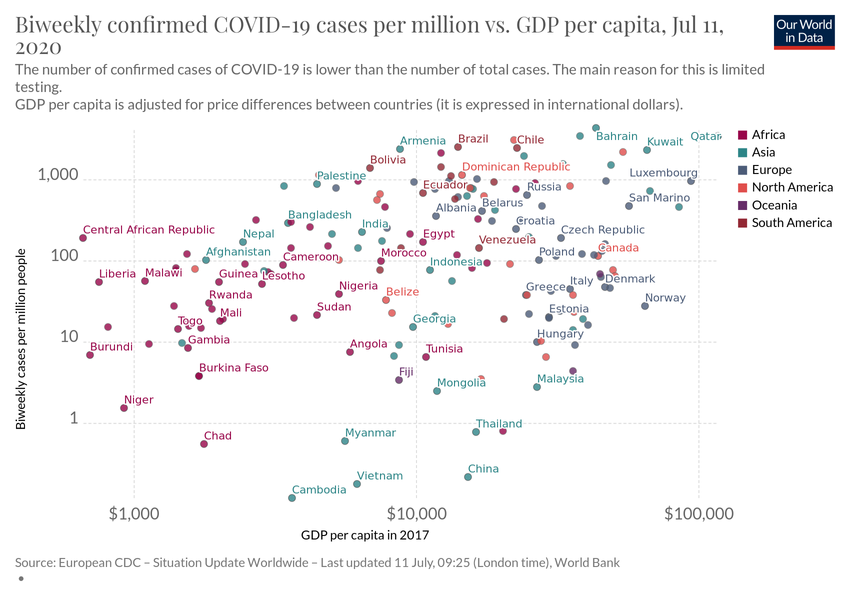 Biweekly confirmed COVID-19 cases per million vs. GDP per capita, Jul 11,
2020
Our World
in Data
The number of confirmed cases of COVID-19 is lower than the number of total cases. The main reason for this is limited
testing.
GDP per capita is adjusted for price differences between countries (it is expressed in international dollars).
Africa
Asia
Europe
North America
Oceania
South America
Armenia
Brazil
Chile
Bahrain
Kuwait
Qatar
Bolivia
Palestine
Dominican Republic
Luxembourg
Ecuador
Russia
San Marino
Bangladesh
Albania
Belarus
Croatia
Central African Republic
Nepal
India
Egypt
Venezuela
Czech Republic
Canada
Afghanistan
Cameroon
Morocco
Indonesia
Poland
Liberia
Malawi
Guinea
Lesotho
Nigeria
Belize
Greece
Italy
Denmark
Norway
Rwanda
Mali
Togo
Sudan
Georgia
Estonia
Hungary
Gambia
Burundi
Angola
Tunisia
Burkina Faso
Fiji
Mongolia
Malaysia
Niger
Chad
Myanmar
Thailand
Vietnam
China
Cambodia
1,000
100
10
1
Biweekly cases per million people
$1,000
$10,000
$100,000
GDP per capita in 2017
Source: European CDC – Situation Update Worldwide – Last updated 11 July, 09:25 (London time), World Bank